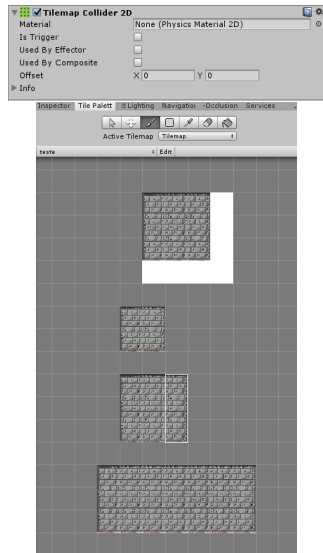 Tilemap Collider 2D
Material None (Physics Material 2D)
Is Trigger
Used By Effector
Used By Composite
Offset X 0 Y 0
Info
Inspector Tile Palett Lighting Navigatioı -Occlusion Services
Active Tilemap Tilemap
teste Edit